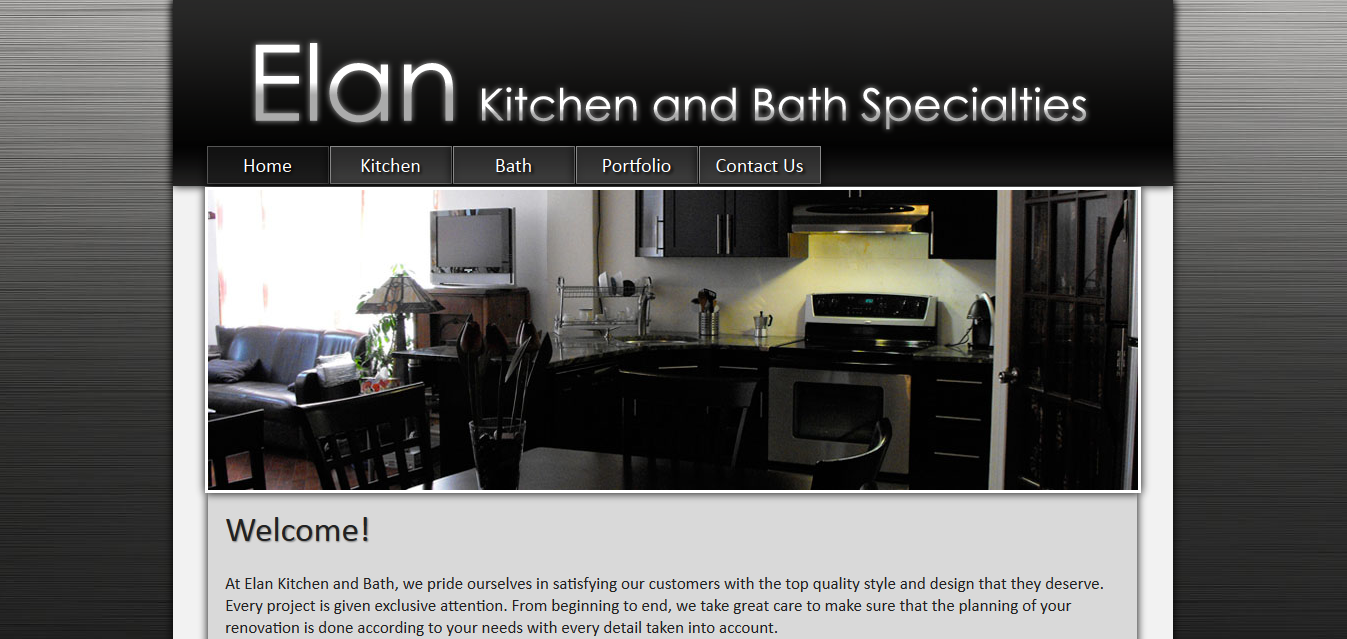 Elan Kitchen and Bath Specialties
Home Kitchen Bath Portfolio Contact Us
Welcome!
At Elan Kitchen and Bath, we pride ourselves in satisfying our customers with the top quality style and design that they deserve.
Every project is given exclusive attention. From beginning to end, we take great care to make sure that the planning of your
renovation is done according to your needs with every detail taken into account.